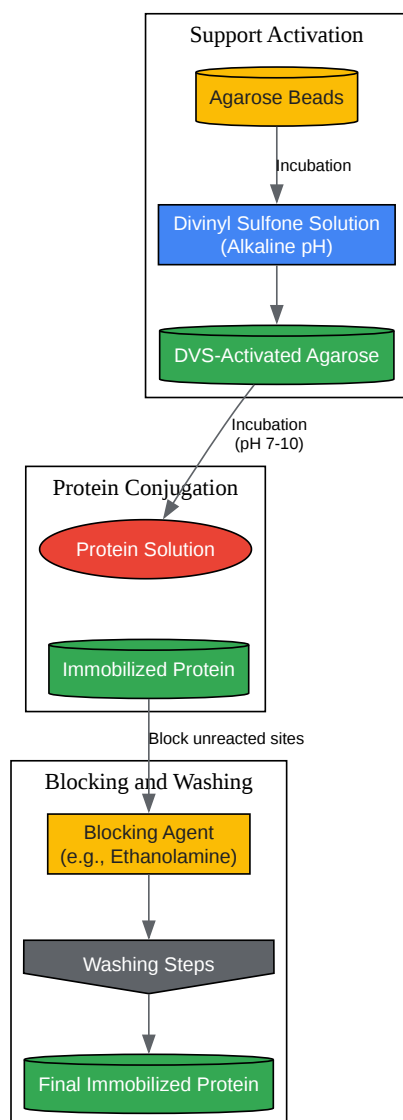 Support Activation
Agarose Beads
Incubation
Divinyl Sulfone Solution
(Alkaline pH)
DVS-Activated Agarose
Incubation
(pH 7-10)
Protein Conjugation
Protein Solution
Immobilized Protein
Block unreacted sites
Blocking and Washing
Blocking Agent
(e.g., Ethanolamine)
Washing Steps
Final Immobilized Protein